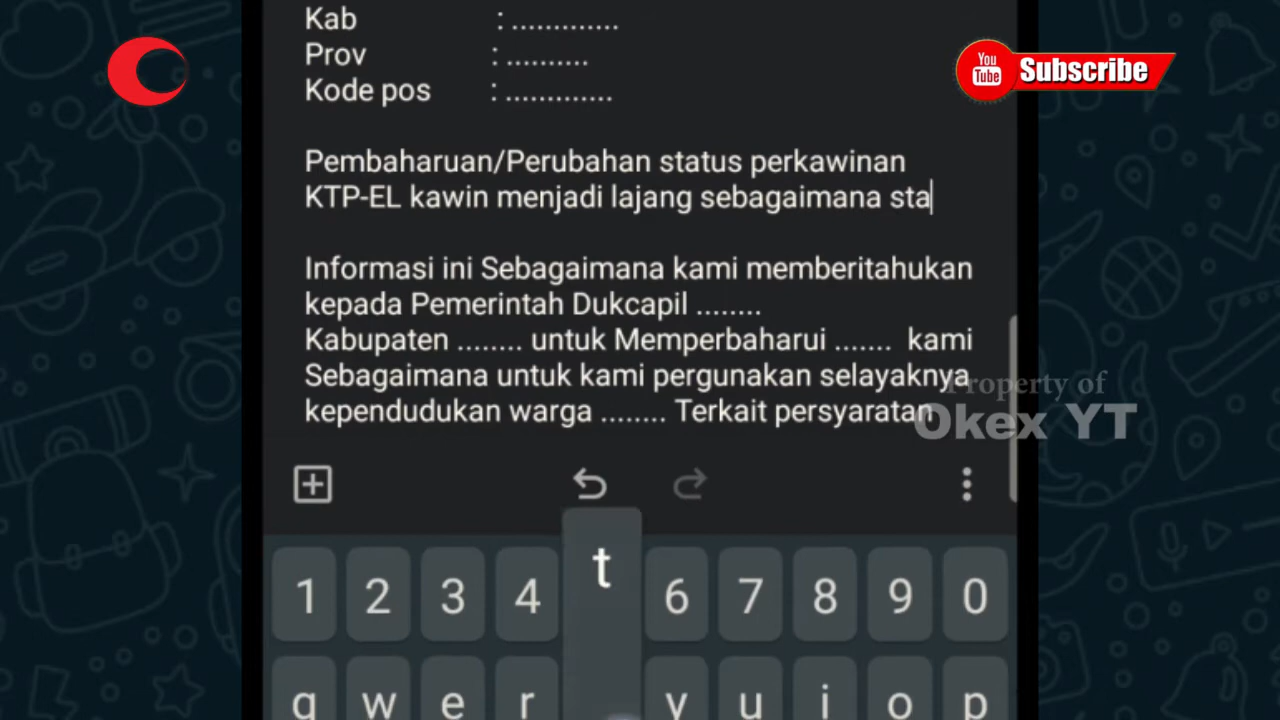 Kab : .............
Prov : ..........
Kode pos : .............
You Tube Subscribe
Pembaharuan/Perubahan status perkawinan
KTP-EL kawin menjadi lajang sebagaimana sta
Informasi ini Sebagaimana kami memberitahukan
kepada Pemerintah Dukcapil ........
Kabupaten ........ untuk Memperbaharui ....... kami
Sebagaimana untuk kami pergunakan selayaknya
kependudukan warga ........ Terkait persyaratan
Property of
Okex YT
t
1 2 3 4 6 7 8 9 0
q w e r y u i o p